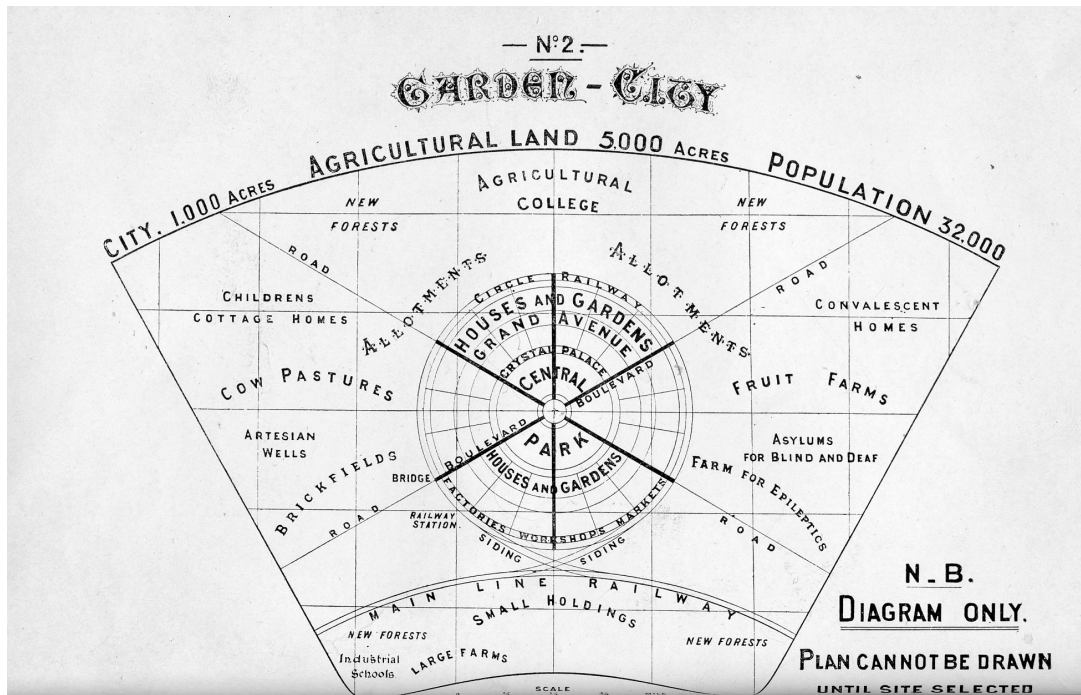 — Nº 2. —
GARDEN-CITY
CITY. 1.000 ACRES AGRICULTURAL LAND 5.000 ACRES POPULATION 32.000
AGRICULTURAL
COLLEGE
NEW
FORESTS
NEW
FORESTS
ROAD
ROAD
ALLOTMENTS
ALLOTMENTS
CIRCLE RAILWAY
CHILDRENS
COTTAGE HOMES
CONVALESCENT
HOMES
HOUSES AND GARDENS
GRAND AVENUE
CRYSTAL PALACE
CENTRAL
BOULEVARD
COW PASTURES
FRUIT FARMS
PARK
BOULEVARD
HOUSES AND GARDENS
ARTESIAN
WELLS
ASYLUMS
FOR BLIND AND DEAF
BRICKFIELDS
FARM FOR EPILEPTICS
BRIDGE
FACTORIES WORKSHOPS MARKETS
RAILWAY
STATION.
ROAD
ROAD
SIDING
SIDING
MAIN LINE RAILWAY
SMALL HOLDINGS
NEW FORESTS
NEW FORESTS
Industrial
Schools.
LARGE FARMS
SCALE
N.B.
DIAGRAM ONLY.
PLAN CANNOT BE DRAWN
UNTIL SITE SELECTED